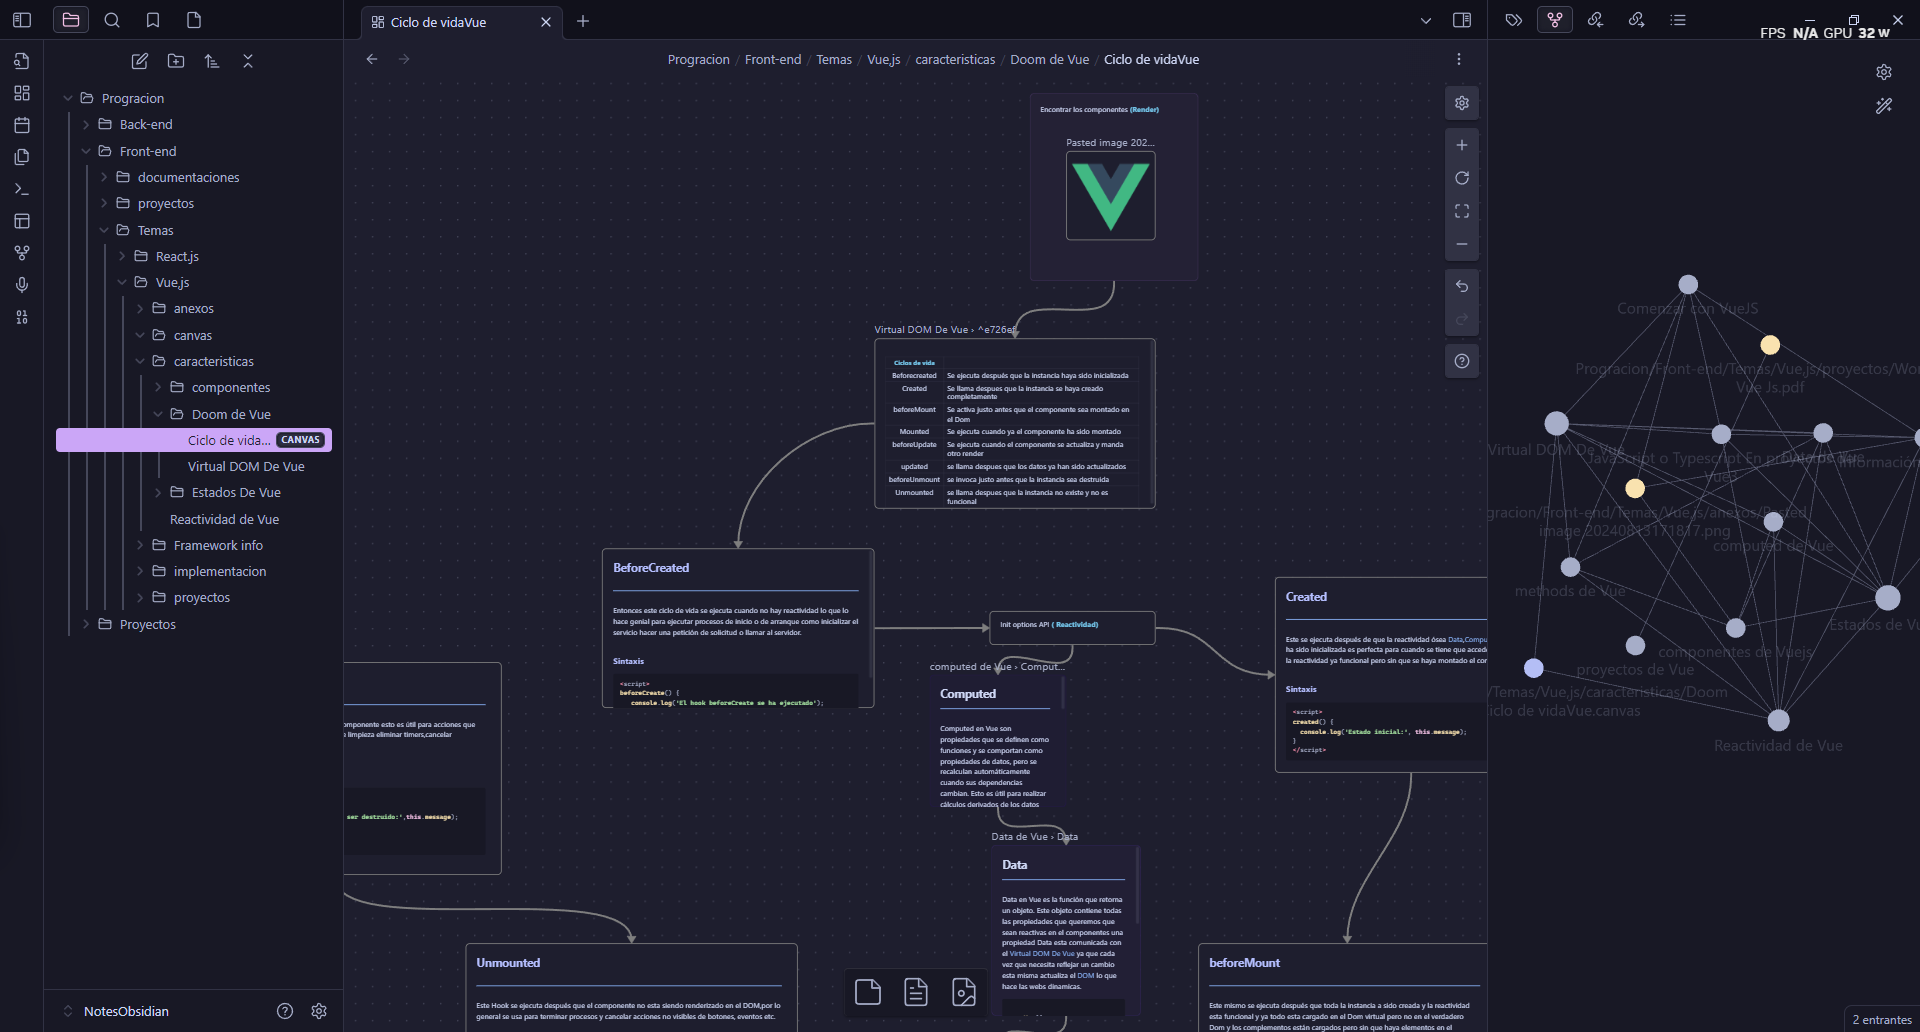 Ciclo de vidaVue
FPS N/A GPU 32 W
Progracion / Front-end / Temas / Vue,js / caracteristicas / Doom de Vue / Ciclo de vidaVue
Progracion
Back-end
Front-end
documentaciones
proyectos
Temas
React.js
Vue,js
anexos
canvas
caracteristicas
componentes
Doom de Vue
Ciclo de vida... CANVAS
Virtual DOM De Vue
Estados De Vue
Reactividad de Vue
Framework info
implementacion
proyectos
Proyectos
NotesObsidian
Encontrar los componentes (Render)
Pasted image 202...
Virtual DOM De Vue › ^e726ef
Ciclos de vida
Beforecreated Se ejecuta después que la instancia haya sido inicializada
Created Se llama despues que la instancia se haya creado
completamente
beforeMount Se activa justo antes que el componente sea montado en
el Dom
Mounted Se ejecuta cuando ya el componente ha sido montado
beforeUpdate Se ejecuta cuando el componente se actualiza y manda
otro render
updated se llama despues que los datos ya han sido actualizados
beforeUnmount se invoca justo antes que la instancia sea destruida
Unmounted se llama despues que la instancia no existe y no es
funcional
BeforeCreated
Entonces este ciclo de vida se ejecuta cuando no hay reactividad lo que lo
hace genial para ejecutar procesos de inicio o de arranque como inicializar el
servicio hacer una petición de solicitud o llamar al servidor.
Sintaxis
<script>
beforeCreate() {
console.log('El hook beforeCreate se ha ejecutado');
Init options API ( Reactividad)
Created
Este se ejecuta después de que la reactividad ósea Data,Compu
ha sido inicializada es perfecta para cuando se tiene que accede
la reactividad ya funcional pero sin que se haya montado el cor
Sintaxis
<script>
created() {
console.log('Estado inicial:', this.message);
}
</script>
computed de Vue › Comput...
Computed
Computed en Vue son
propiedades que se definen como
funciones y se comportan como
propiedades de datos, pero se
recalculan automáticamente
cuando sus dependencias
cambian. Esto es útil para realizar
cálculos derivados de los datos
Data de Vue › Data
Data
Data en Vue es la función que retorna
un objeto. Este objeto contiene todas
las propiedades que queremos que
sean reactivas en el componentes una
propiedad Data esta comunicada con
el Virtual DOM De Vue ya que cada
vez que necesita reflejar un cambio
esta misma actualiza el DOM lo que
hace las webs dinamicas.
omponente esto es útil para acciones que
limpieza eliminar timers,cancelar
ser destruido:',this.message);
Unmounted
Este Hook se ejecuta después que el componente no esta siendo renderizado en el DOM,por lo
general se usa para terminar procesos y cancelar acciones no visibles de botones, eventos etc.
beforeMount
Este mismo se ejecuta después que toda la instancia a sido creada y la reactividad
esta funcional y ya todo esta cargado en el Dom virtual pero no en el verdadero
Dom y los complementos están cargados pero sin que haya elementos en el
Comenzar con VueJS
Progracion/Front-end/Temas/Vue,js/proyectos/Wor
Vue Js.pdf
Virtual DOM De Vue
JavaScript o Typescript En proyectos
Vue3
Información
gracion/Front-end/Temas/Vue,js/anexos/Pasted
image 20240813171817.png
computed de Vue
methods de Vue
Estados de Vu
componentes de Vuejs
proyectos de Vue
/Temas/Vue,js/caracteristicas/Doom
Ciclo de vidaVue.canvas
Reactividad de Vue
2 entrantes